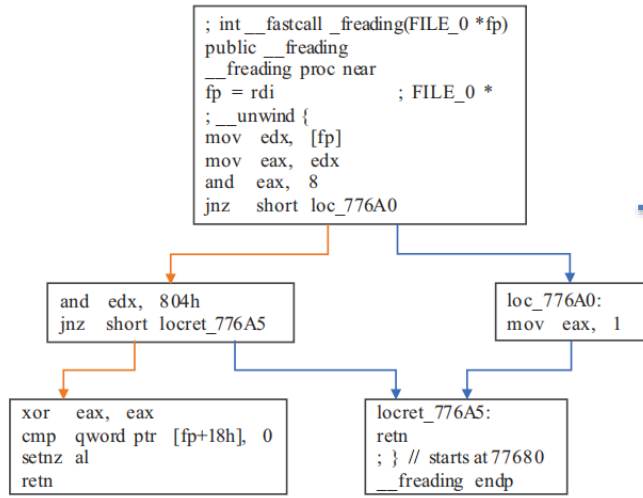 ; int __fastcall _freading(FILE_0 *fp)
public __freading
__freading proc near
fp = rdi ; FILE_0 *
; __unwind {
mov edx, [fp]
mov eax, edx
and eax, 8
jnz short loc_776A0
and edx, 804h
jnz short locret_776A5
loc_776A0:
mov eax, 1
xor eax, eax
cmp qword ptr [fp+18h], 0
setnz al
retn
locret_776A5:
retn
; } // starts at 77680
__freading endp